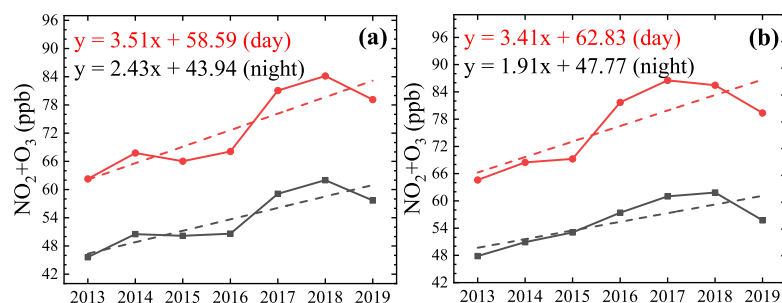 (a)
y = 3.51x + 58.59 (day)
y = 2.43x + 43.94 (night)
NO₂+O₃ (ppb)
96
90
84
78
72
66
60
54
48
42
2013 2014 2015 2016 2017 2018 2019
(b)
y = 3.41x + 62.83 (day)
y = 1.91x + 47.77 (night)
NO₂+O₃ (ppb)
96
90
84
78
72
66
60
54
48
42
2013 2014 2015 2016 2017 2018 2019